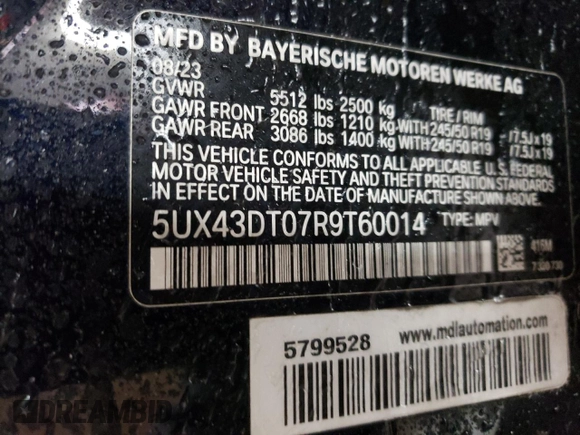 MFD BY BAYERISCHE MOTOREN WERKE AG
08/23
GVWR 5512 lbs 2500 kg TIRE / RIM
GAWR FRONT 2668 lbs 1210 kg-WITH-245/50 R19 -/7.5J x 19
GAWR REAR 3086 lbs 1400 kg-WITH-245/50 R19 -/7.5J x 19
THIS VEHICLE CONFORMS TO ALL APPLICABLE U.S. FEDERAL
MOTOR VEHICLE SAFETY AND THEFT PREVENTION STANDARDS
IN EFFECT ON THE DATE OF MANUFACTURE SHOWN ABOVE.
5UX43DT07R9T60014 TYPE: MPV
5799528 www.mdlautomation.com
DREAMBID